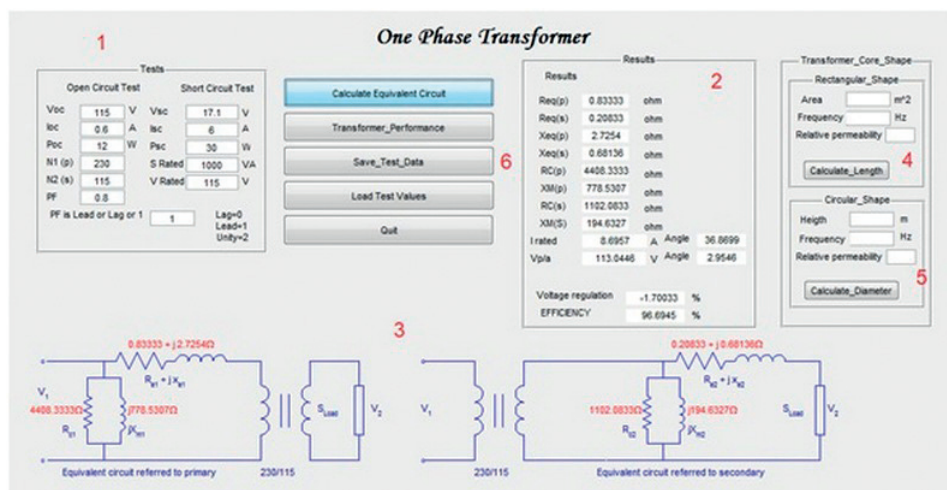 One Phase Transformer
1
Tests
Open Circuit Test Short Circuit Test
Voc 115 V Vsc 17.1 V
Ioc 0.6 A Isc 6 A
Poc 12 W Psc 30 W
N1 (p) 230 S Rated 1000 VA
N2 (s) 115 V Rated 115 V
PF 0.8
PF is Lead or Lag or 1 1 Lag=0
Lead=1
Unity=2
Calculate Equivalent Circuit
Transformer_Performance
Save_Test_Data
6
Load Test Values
Quit
Results
2
Results
Req(p) 0.83333 ohm
Req(s) 0.20833 ohm
Xeq(p) 2.7254 ohm
Xeq(s) 0.68136 ohm
RC(p) 4408.3333 ohm
XM(p) 778.5307 ohm
RC(s) 1102.0833 ohm
XM(S) 194.6327 ohm
I rated 8.6957 A Angle 36.8699
Vp/a 113.0446 V Angle 2.9546
Voltage regulation -1.70033 %
EFFICIENCY 96.6945 %
Transformer_Core_Shape
Rectangular_Shape
Area m^2
Frequency Hz
Relative permeability
4
Calculate_Length
Circular_Shape
Heigth m
Frequency Hz
Relative permeability
5
Calculate_Diameter
3
0.83333 + j2.7254Ω
V1
4408.3333Ω
j778.5307Ω
SLoad
V2
Equivalent circuit referred to primary
230/115
0.20833 + j0.68136Ω
V1
1102.0833Ω
j194.6327Ω
SLoad
V2
230/115
Equivalent circuit referred to secondary